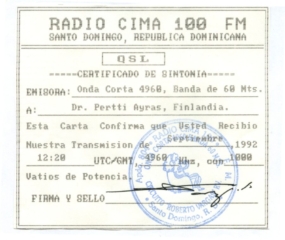 RADIO CIMA 100 FM
SANTO DOMINGO, REPUBLICA DOMINICANA
QSL
-----CERTIFICADO DE SINTONIA-----
EMISORA: Onda Corta 4960, Banda de 60 Mts.
A: Dr. Pertti Ayras, Finlandia.
Esta Carta Confirma que Usted Recibio
Muestra Transmision de Septiembre 1992
12:20 UTC/GMT, 4960 Khz, con 1000
Vatios de Potencia.
FIRMA Y SELLO
Santo Domingo, R.